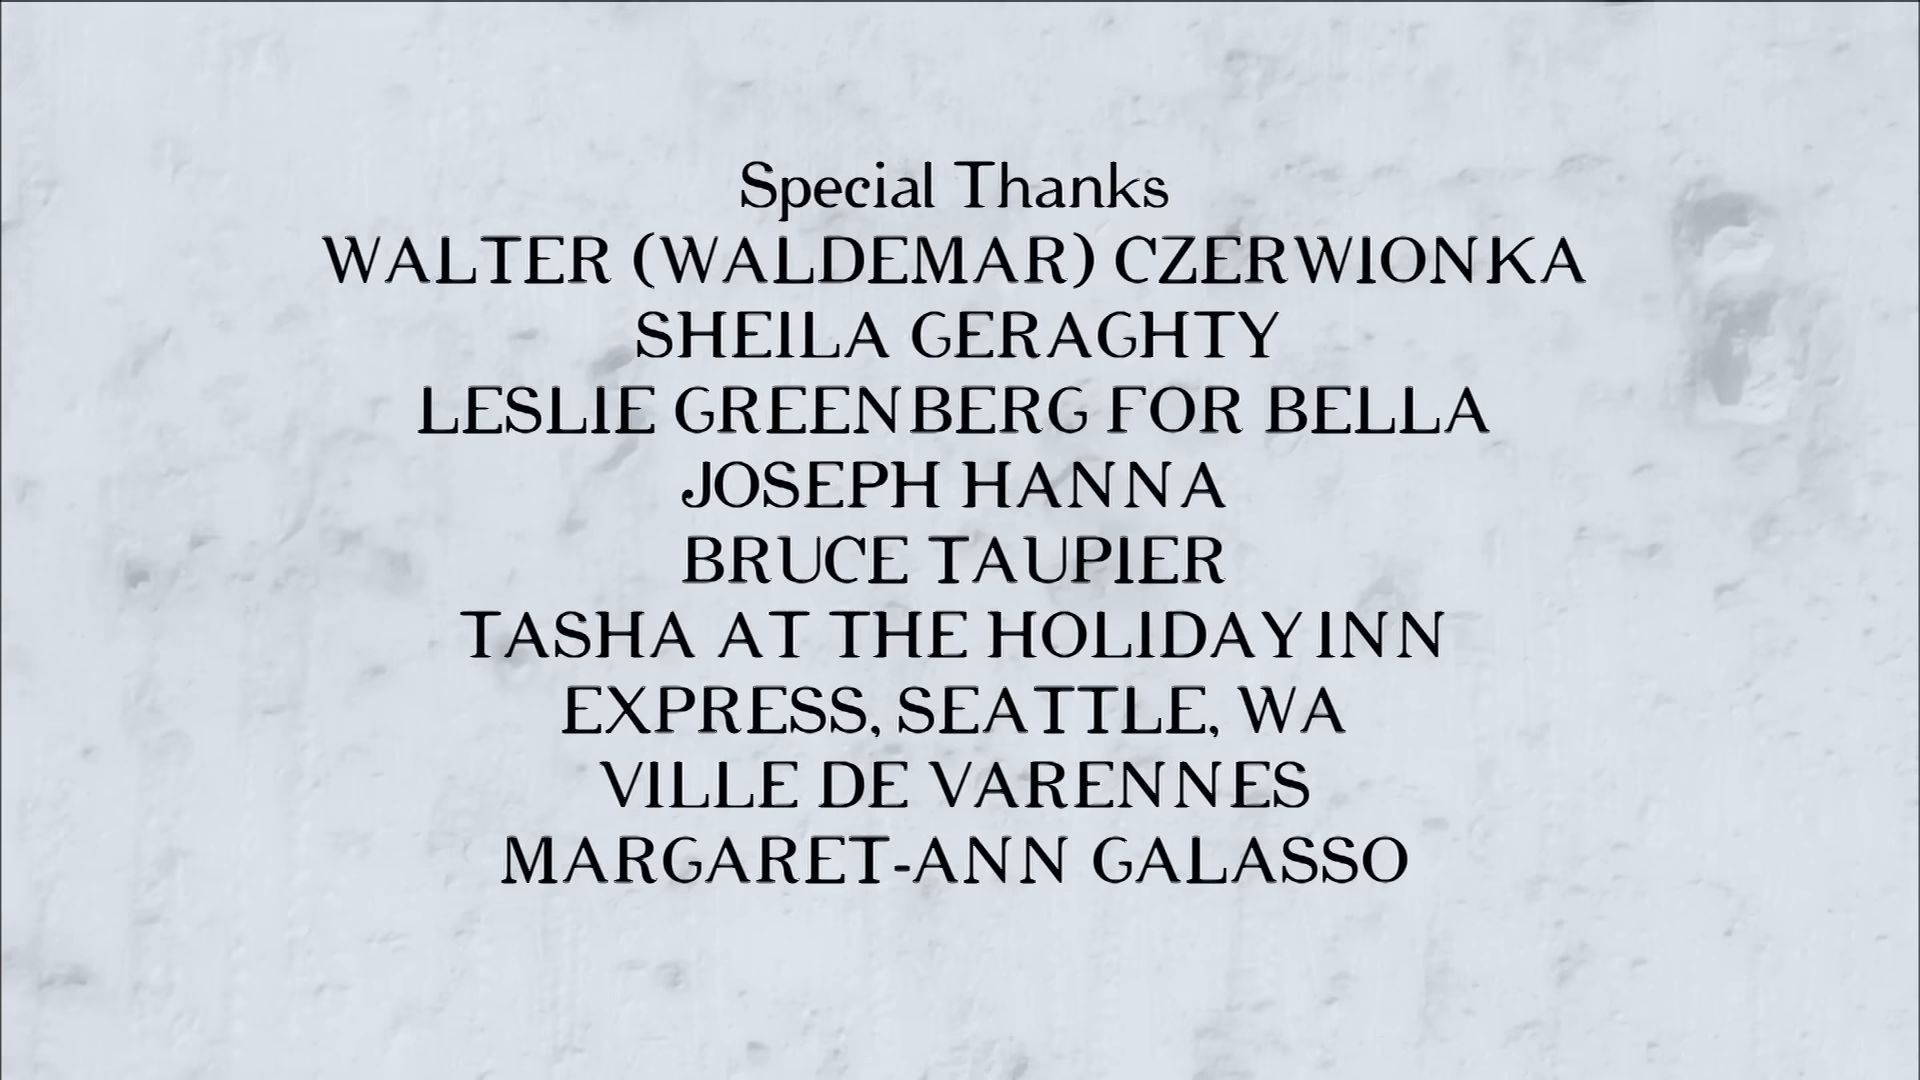 Special Thanks
WALTER (WALDEMAR) CZERWIONKA
SHEILA GERAGHTY
LESLIE GREENBERG FOR BELLA
JOSEPH HANNA
BRUCE TAUPIER
TASHA AT THE HOLIDAY INN
EXPRESS, SEATTLE, WA
VILLE DE VARENNES
MARGARET-ANN GALASSO